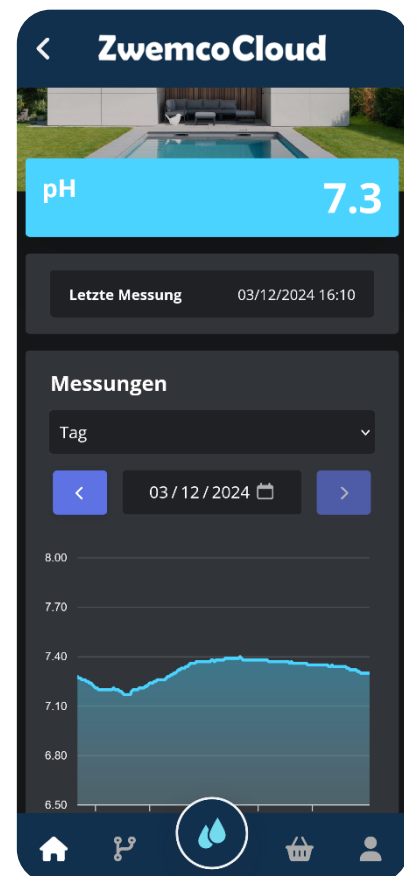 ZwemcoCloud
pH
7.3
Letzte Messung 03/12/2024 16:10
Messungen
Tag
03/12/2024
8.00
7.70
7.40
7.10
6.80
6.50